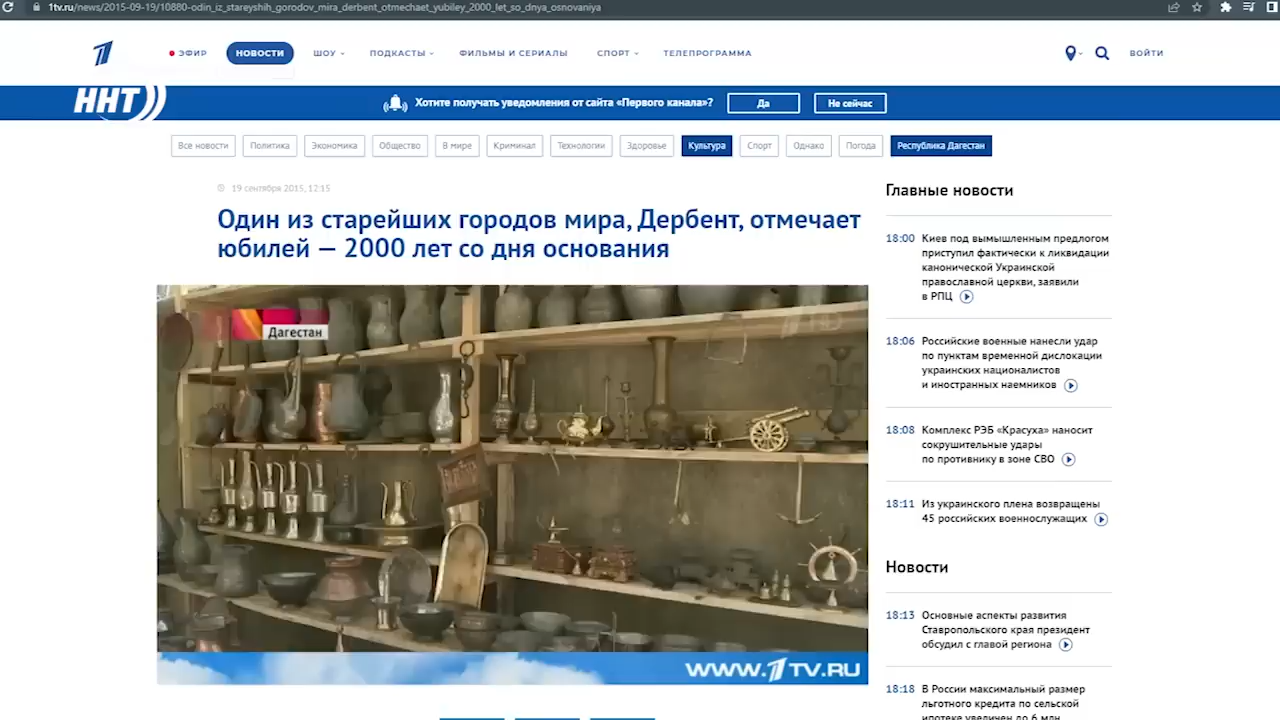 1tv.ru/news/2015-09-19/10880-odin_iz_stareyshih_gorodov_mira_derbent_otmechaet_yubiley_2000_let_so_dnya_osnovaniya
ЭФИР
НОВОСТИ
ШОУ
ПОДКАСТЫ
ФИЛЬМЫ И СЕРИАЛЫ
СПОРТ
ТЕЛЕПРОГРАММА
ВОЙТИ
ННТ
Хотите получать уведомления от сайта «Первого канала»?
Да
Не сейчас
Все новости
Политика
Экономика
Общество
В мире
Криминал
Технологии
Здоровье
Культура
Спорт
Однако
Погода
Республика Дагестан
19 сентября 2015, 12:15
Один из старейших городов мира, Дербент, отмечает
юбилей — 2000 лет со дня основания
Дагестан
WWW.1TV.RU
Главные новости
18:00 Киев под вымышленным предлогом
приступил фактически к ликвидации
канонической Украинской
православной церкви, заявили
в РПЦ
18:06 Российские военные нанесли удар
по пунктам временной дислокации
украинских националистов
и иностранных наемников
18:08 Комплекс РЭБ «Красуха» наносит
сокрушительные удары
по противнику в зоне СВО
18:11 Из украинского плена возвращены
45 российских военнослужащих
Новости
18:13 Основные аспекты развития
Ставропольского края президент
обсудил с главой региона
18:18 В России максимальный размер
льготного кредита по сельской
ипотеке увеличен до 6 млн